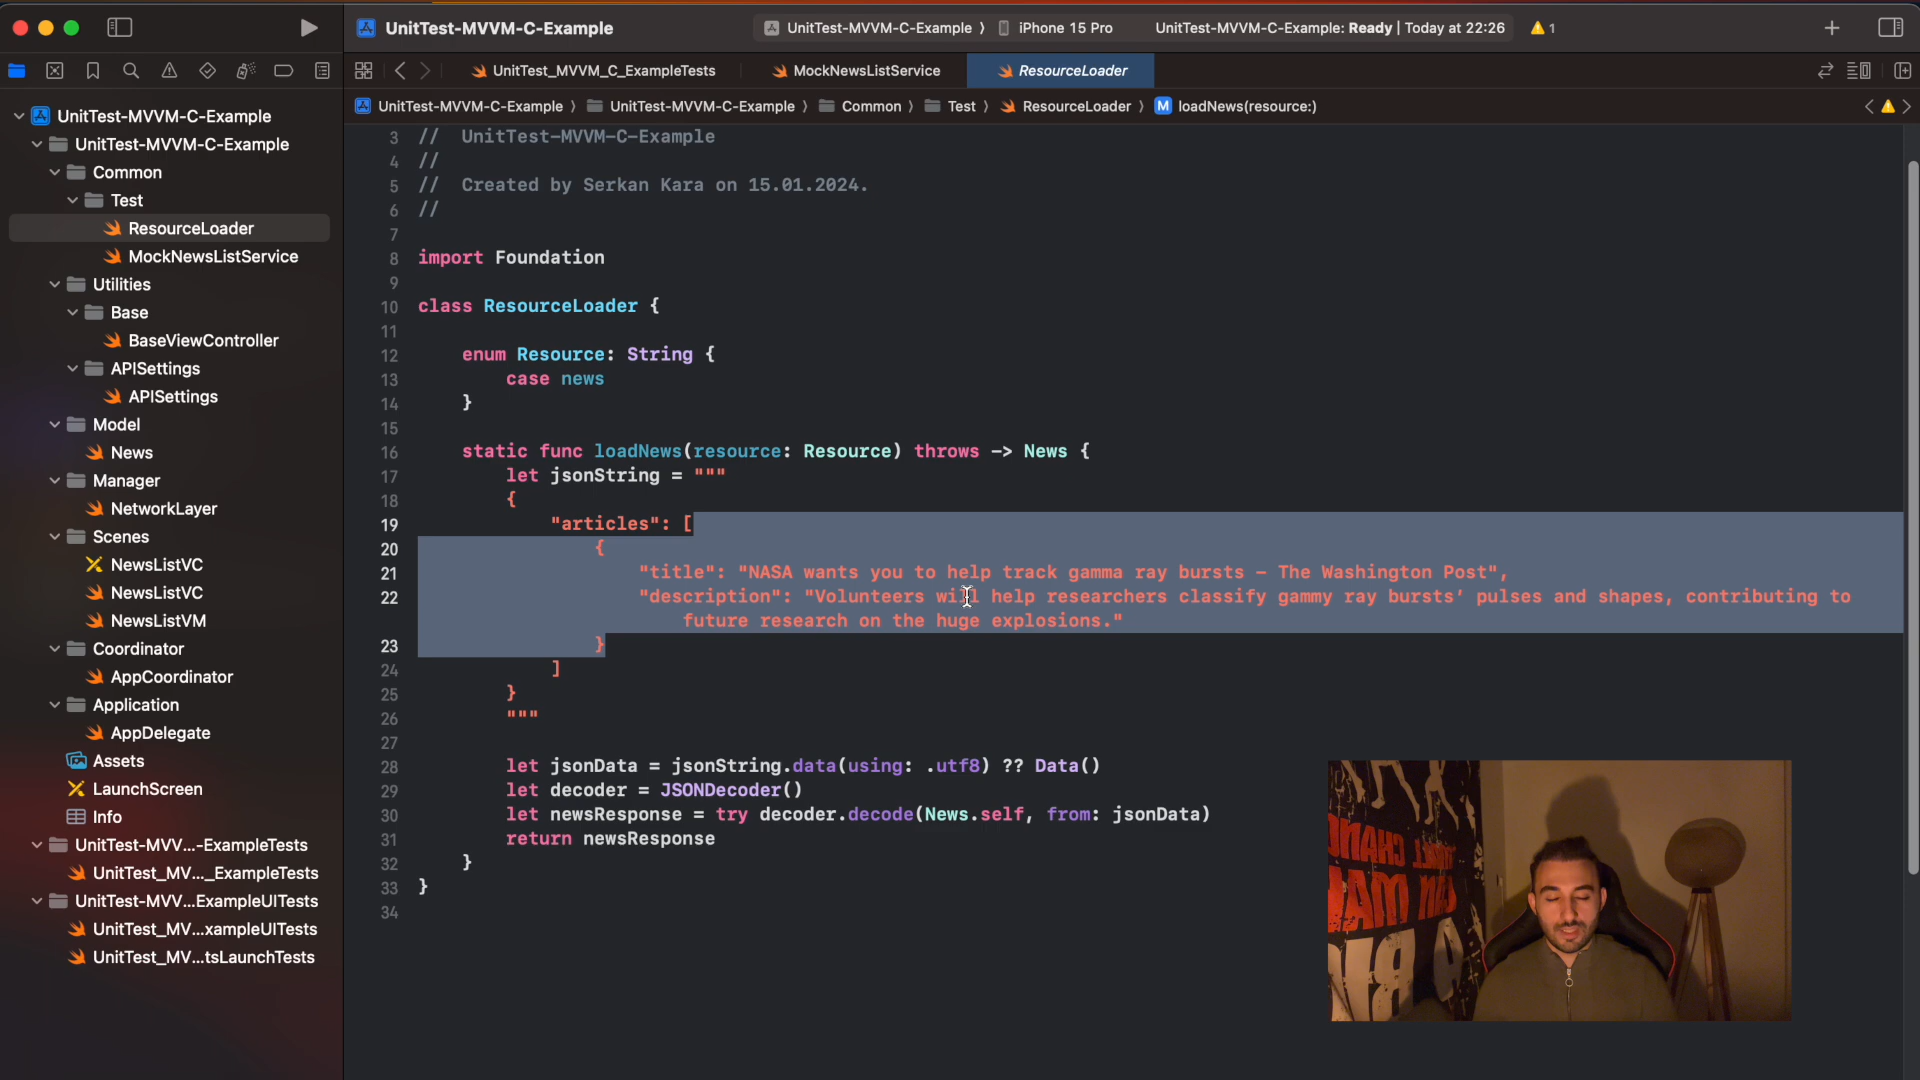 UnitTest-MVVM-C-Example
UnitTest-MVVM-C-Example 〉 iPhone 15 Pro
UnitTest-MVVM-C-Example: Ready | Today at 22:26
1
UnitTest_MVVM_C_ExampleTests
MockNewsListService
ResourceLoader
UnitTest-MVVM-C-Example 〉 UnitTest-MVVM-C-Example 〉 Common 〉 Test 〉 ResourceLoader 〉 M loadNews(resource:)
UnitTest-MVVM-C-Example
UnitTest-MVVM-C-Example
Common
Test
ResourceLoader
MockNewsListService
Utilities
Base
BaseViewController
APISettings
APISettings
Model
News
Manager
NetworkLayer
Scenes
NewsListVC
NewsListVC
NewsListVM
Coordinator
AppCoordinator
Application
AppDelegate
Assets
LaunchScreen
Info
UnitTest-MVV...-ExampleTests
UnitTest_MV..._ExampleTests
UnitTest-MVV...ExampleUITests
UnitTest_MV...xampleUITests
UnitTest_MV...tsLaunchTests
3 //  UnitTest-MVVM-C-Example
4 //
5 //  Created by Serkan Kara on 15.01.2024.
6 //
7
8 import Foundation
9
10 class ResourceLoader {
11
12     enum Resource: String {
13         case news
14     }
15
16     static func loadNews(resource: Resource) throws -> News {
17         let jsonString = """
18         {
19             "articles": [
20                 {
21                     "title": "NASA wants you to help track gamma ray bursts – The Washington Post",
22                     "description": "Volunteers will help researchers classify gammy ray bursts’ pulses and shapes, contributing to
future research on the huge explosions."
23                 }
24             ]
25         }
26         """
27
28         let jsonData = jsonString.data(using: .utf8) ?? Data()
29         let decoder = JSONDecoder()
30         let newsResponse = try decoder.decode(News.self, from: jsonData)
31         return newsResponse
32     }
33 }
34